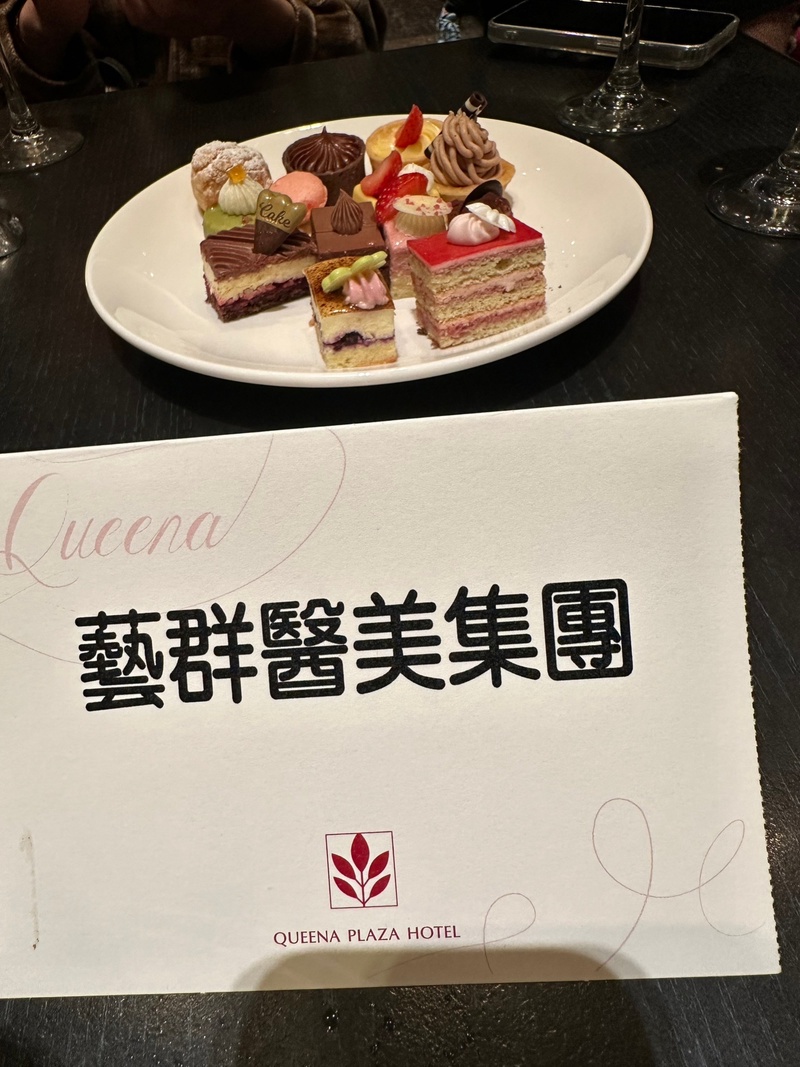 Cake
Queena
藝群醫美集團
QUEENA PLAZA HOTEL